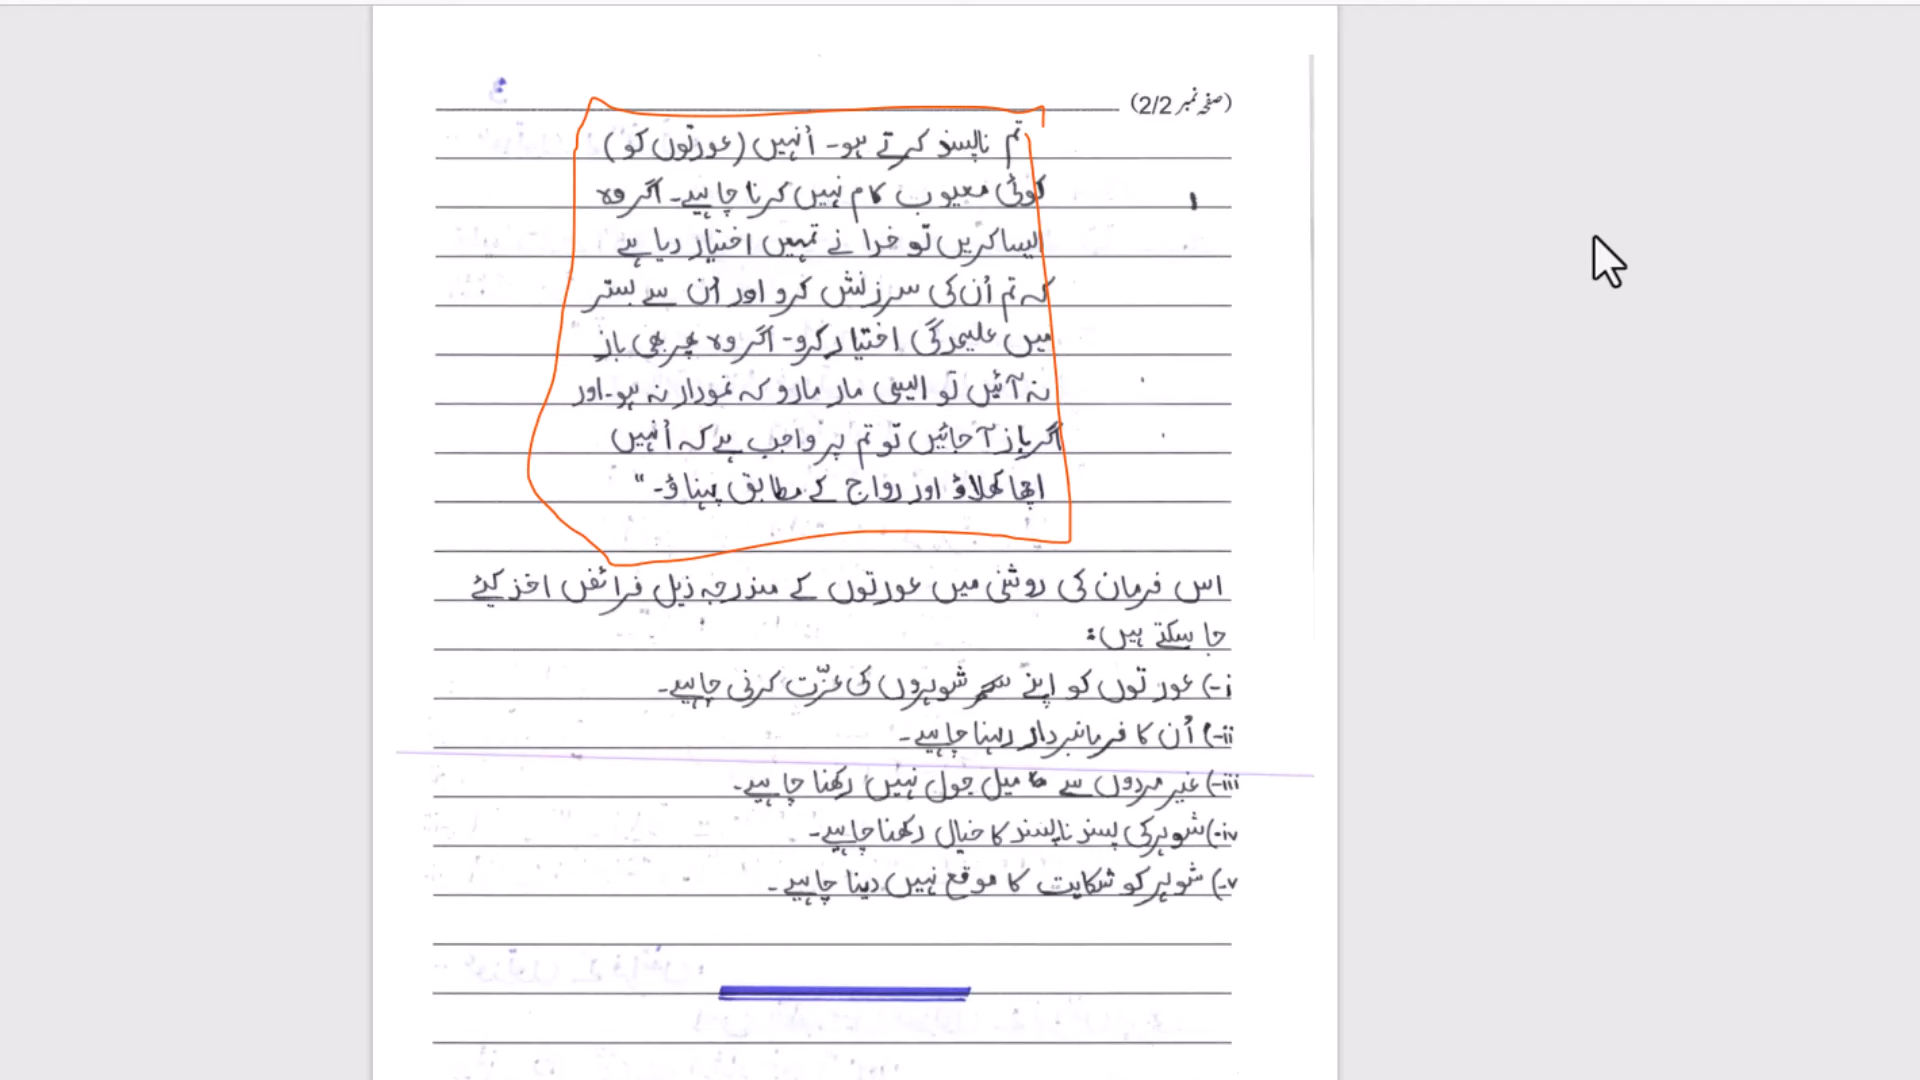 (صفحہ نمبر 2/2)
تم ناپسند کرتے ہو۔ اُنہیں (عورتوں کو)
کوئی معیوب کام نہیں کرنا چاہیے۔ اگر وہ
ایسا کریں تو خدا نے تمہیں اختیار دیا ہے
کہ تم اُن کی سرزنش کرو اور اُن سے بستر
میں علیحدگی اختیار کرو۔ اگر وہ پھر بھی باز
نہ آئیں تو ایسی مار مارو کہ نمودار نہ ہو۔ اور
اگر باز آ جائیں تو تم پر واجب ہے کہ اُنہیں
اچھا کھلاؤ اور رواج کے مطابق پہناؤ۔"
اس فرمان کی روشنی میں عورتوں کے مندرجہ ذیل فرائض اخذ کیئے
جا سکتے ہیں:
i-) عورتوں کو اپنے شوہروں کی عزّت کرنی چاہیے۔
ii-) اُن کا فرمانبردار رہنا چاہیے۔
iii-) غیر مردوں سے میل جول نہیں رکھنا چاہیے۔
iv-) شوہر کی پسند ناپسند کا خیال رکھنا چاہیے۔
v-) شوہر کو شکایت کا موقع نہیں دینا چاہیے۔